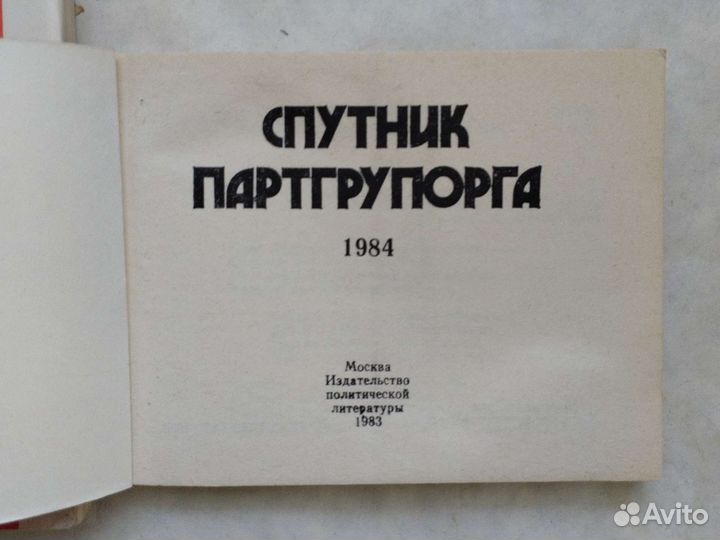 СПУТНИК
ПАРТГРУПОРГА
1984
Москва
Издательство
политической
литературы
1983
Avito